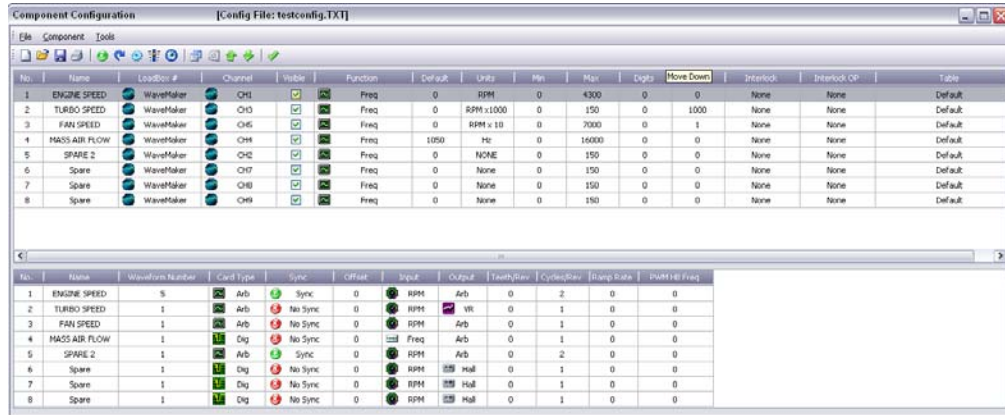 Component Configuration [Config File: testconfig.TXT]
File Component Tools
No. Name LoadBox # Channel Visible Function Default Units Min Max Digits Move Down Interlock Interlock OP Table
1 ENGINE SPEED WaveMaker CH1 Freq 0 RPM 0 4300 0 0 None None Default
2 TURBO SPEED WaveMaker CH3 Freq 0 RPM x1000 0 150 0 1000 None None Default
3 FAN SPEED WaveMaker CH5 Freq 0 RPM x 10 0 7000 0 1 None None Default
4 MASS AIR FLOW WaveMaker CH4 Freq 1050 Hz 0 16000 0 0 None None Default
5 SPARE 2 WaveMaker CH2 Freq 0 NONE 0 150 0 0 None None Default
6 Spare WaveMaker CH7 Freq 0 None 0 150 0 0 None None Default
7 Spare WaveMaker CH8 Freq 0 None 0 150 0 0 None None Default
8 Spare WaveMaker CH9 Freq 0 None 0 150 0 0 None None Default
No. Name Waveform Number Card Type Sync Offset Input Output Teeth/Rev Cycles/Rev Ramp Rate PWM HB Freq
1 ENGINE SPEED 5 Arb Sync 0 RPM Arb 0 2 0 0
2 TURBO SPEED 1 Arb No Sync 0 RPM VR 0 1 0 0
3 FAN SPEED 1 Arb No Sync 0 RPM Arb 0 1 0 0
4 MASS AIR FLOW 1 Dig No Sync 0 Freq Arb 0 1 0 0
5 SPARE 2 1 Arb Sync 0 RPM Arb 0 2 0 0
6 Spare 1 Dig No Sync 0 RPM Hall 0 1 0 0
7 Spare 1 Dig No Sync 0 RPM Hall 0 1 0 0
8 Spare 1 Dig No Sync 0 RPM Hall 0 1 0 0